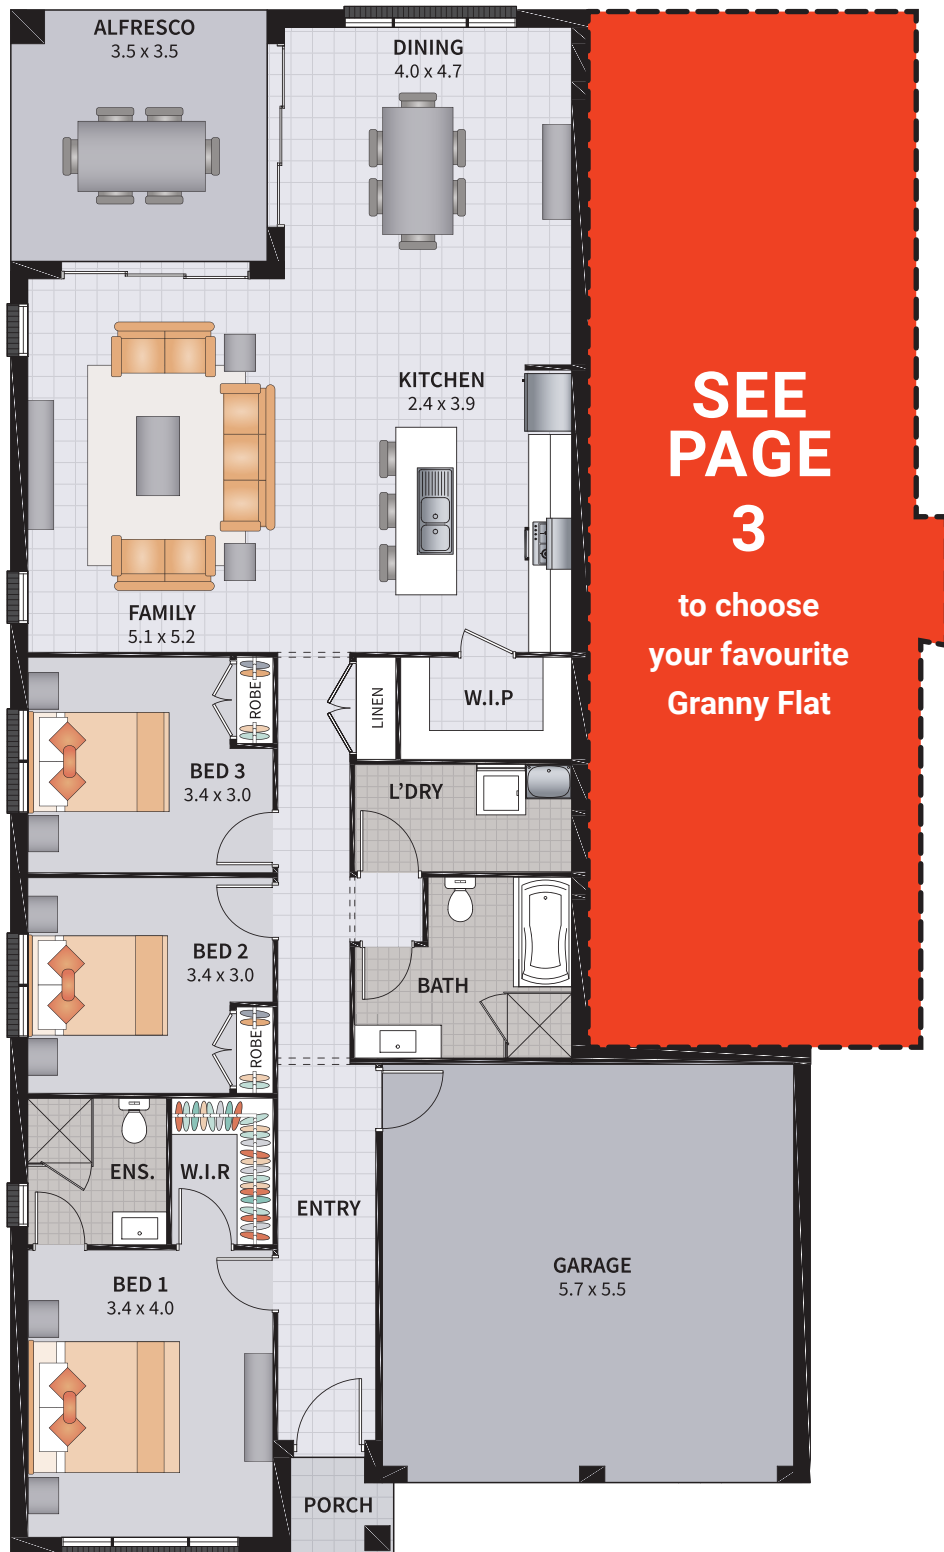 ALFRESCO
3.5 x 3.5
DINING
4.0 x 4.7
KITCHEN
2.4 x 3.9
SEE
PAGE
3
to choose
your favourite
Granny Flat
FAMILY
5.1 x 5.2
ROBE
LINEN
W.I.P
BED 3
3.4 x 3.0
L'DRY
BED 2
3.4 x 3.0
BATH
ROBE
ENS.
W.I.R
ENTRY
BED 1
3.4 x 4.0
GARAGE
5.7 x 5.5
PORCH